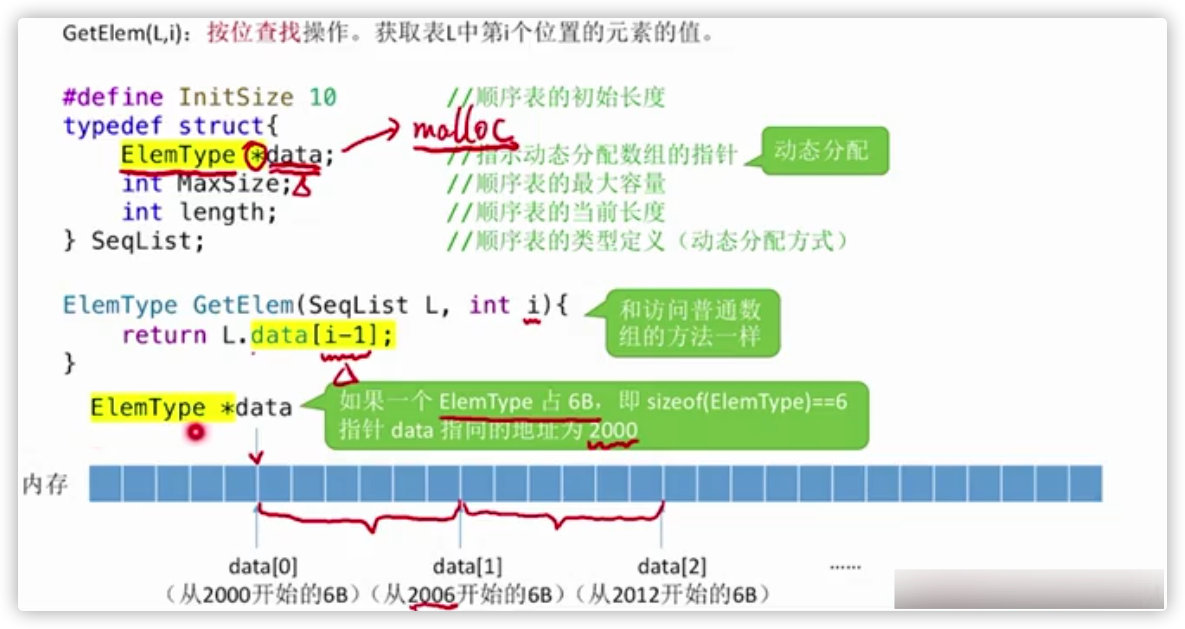 GetElem(L,i)：按位查找操作。获取表L中第i个位置的元素的值。
#define InitSize 10 //顺序表的初始长度
typedef struct{
malloc
ElemType *data; //指示动态分配数组的指针
动态分配
int MaxSize; //顺序表的最大容量
int length; //顺序表的当前长度
} SeqList; //顺序表的类型定义（动态分配方式）
ElemType GetElem(SeqList L, int i){
return L.data[i-1];
}
和访问普通数
组的方法一样
ElemType *data
如果一个 ElemType 占 6B，即 sizeof(ElemType)==6
指针 data 指向的地址为 2000
内存
data[0] data[1] data[2] ......
（从2000开始的6B）（从2006开始的6B）（从2012开始的6B）